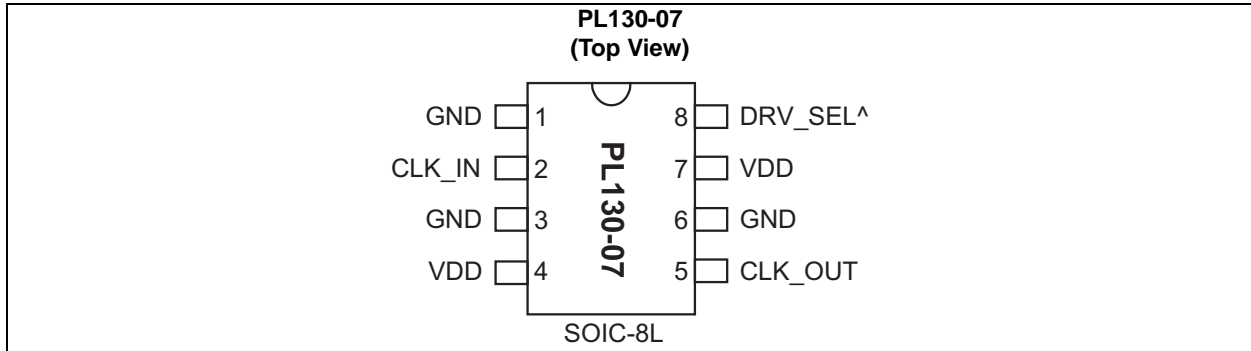 PL130-07
(Top View)
GND 1 8 DRV_SEL^
CLK_IN 2 7 VDD
GND 3 6 GND
VDD 4 5 CLK_OUT
PL130-07
SOIC-8L